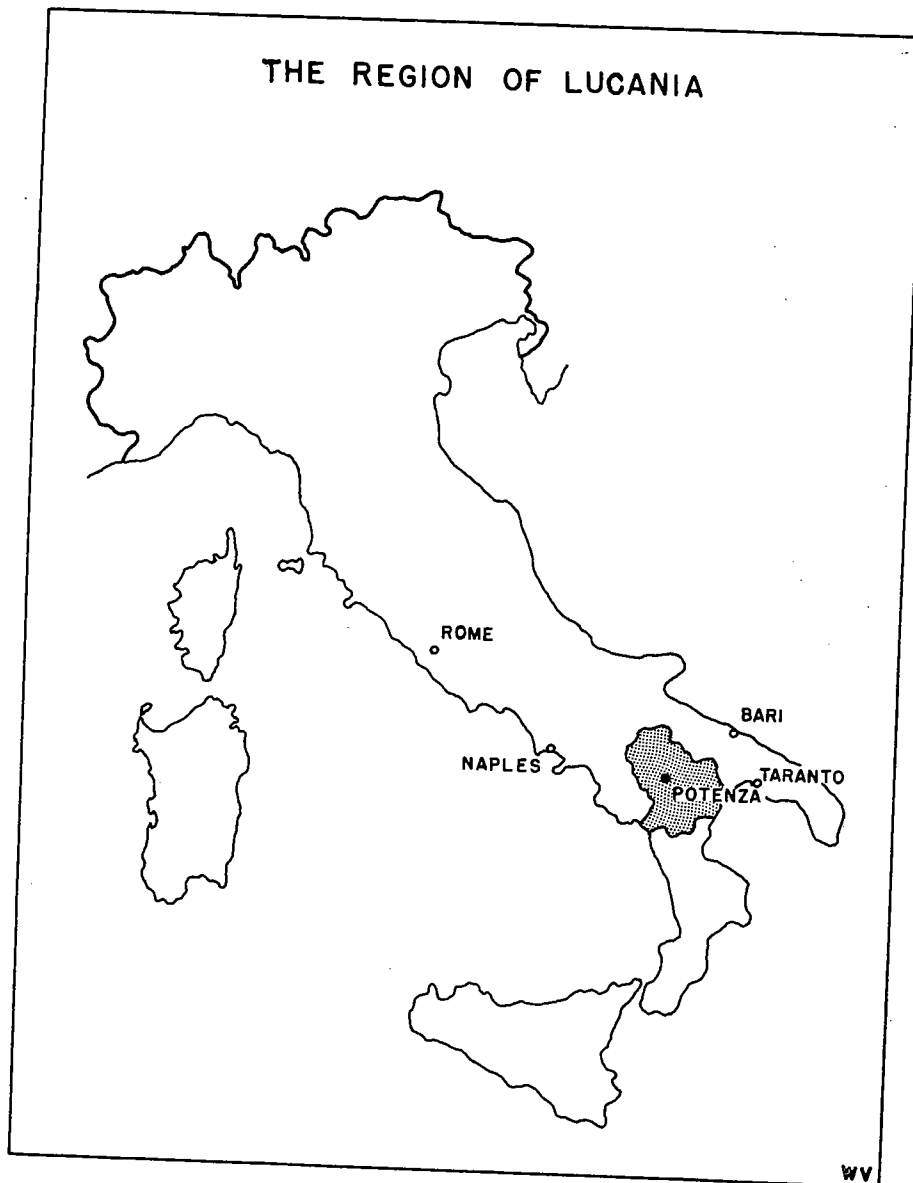 THE REGION OF LUCANIA
ROME
BARI
NAPLES
TARANTO
POTENZA
WV